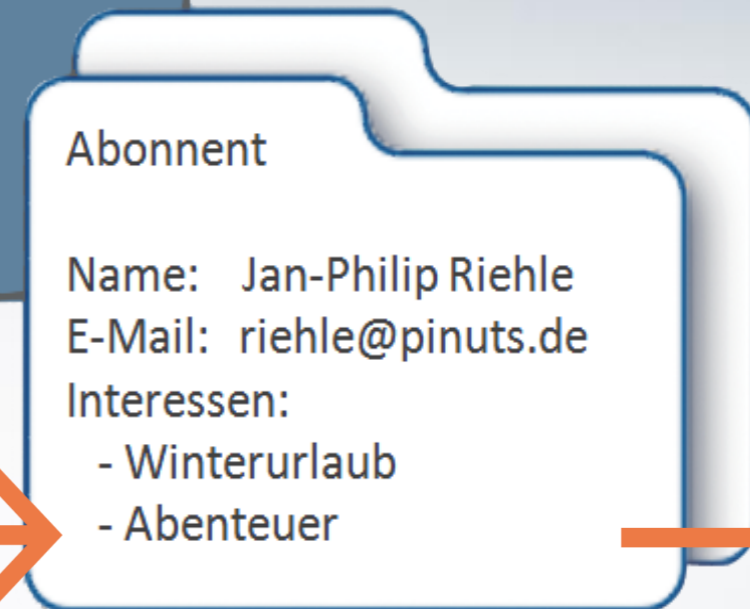 Abonnent
Name: Jan-Philip Riehle
E-Mail: riehle@pinuts.de
Interessen:
- Winterurlaub
- Abenteuer